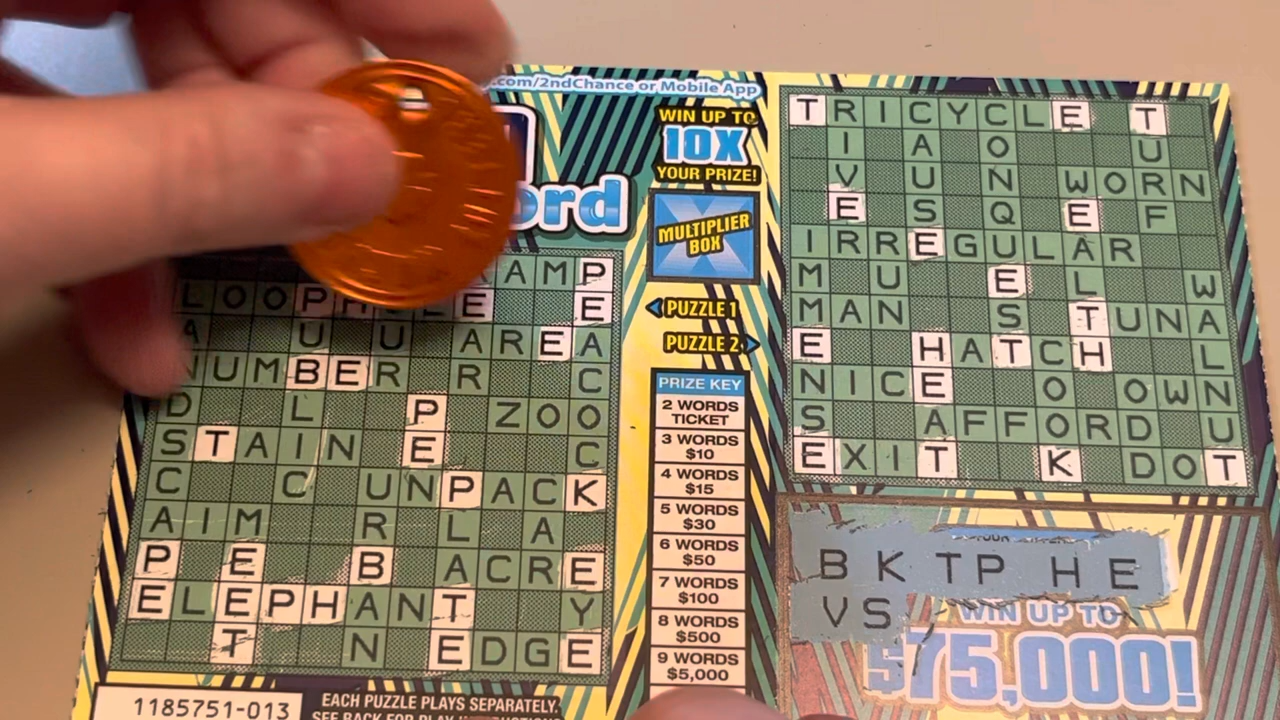 .com/2ndChance or Mobile App
ord
WIN UP TO
10X
YOUR PRIZE!
MULTIPLIER
BOX
PUZZLE 1
PUZZLE 2
PRIZE KEY
2 WORDS
TICKET
3 WORDS
$10
4 WORDS
$15
5 WORDS
$30
6 WORDS
$50
7 WORDS
$100
8 WORDS
$500
9 WORDS
$5,000
AMP
LOOPHOLE E
A U U AREA
NUMBER R C
D L P ZOO
STAIN E C
C C UNPACK
AIM R L A
P E B ACRE
ELEPHANT Y
T N EDGE
1185751-013
EACH PUZZLE PLAYS SEPARATELY.
TRICYCLE T
I A O U
V U N WORN
E S Q E F
IRREGULAR
M U E L W
MAN S TUNA
E HATCH L
NICE O OWN
S AFFORD U
EXIT K DOT
B K T P H E
V S
WIN UP TO
$75,000!